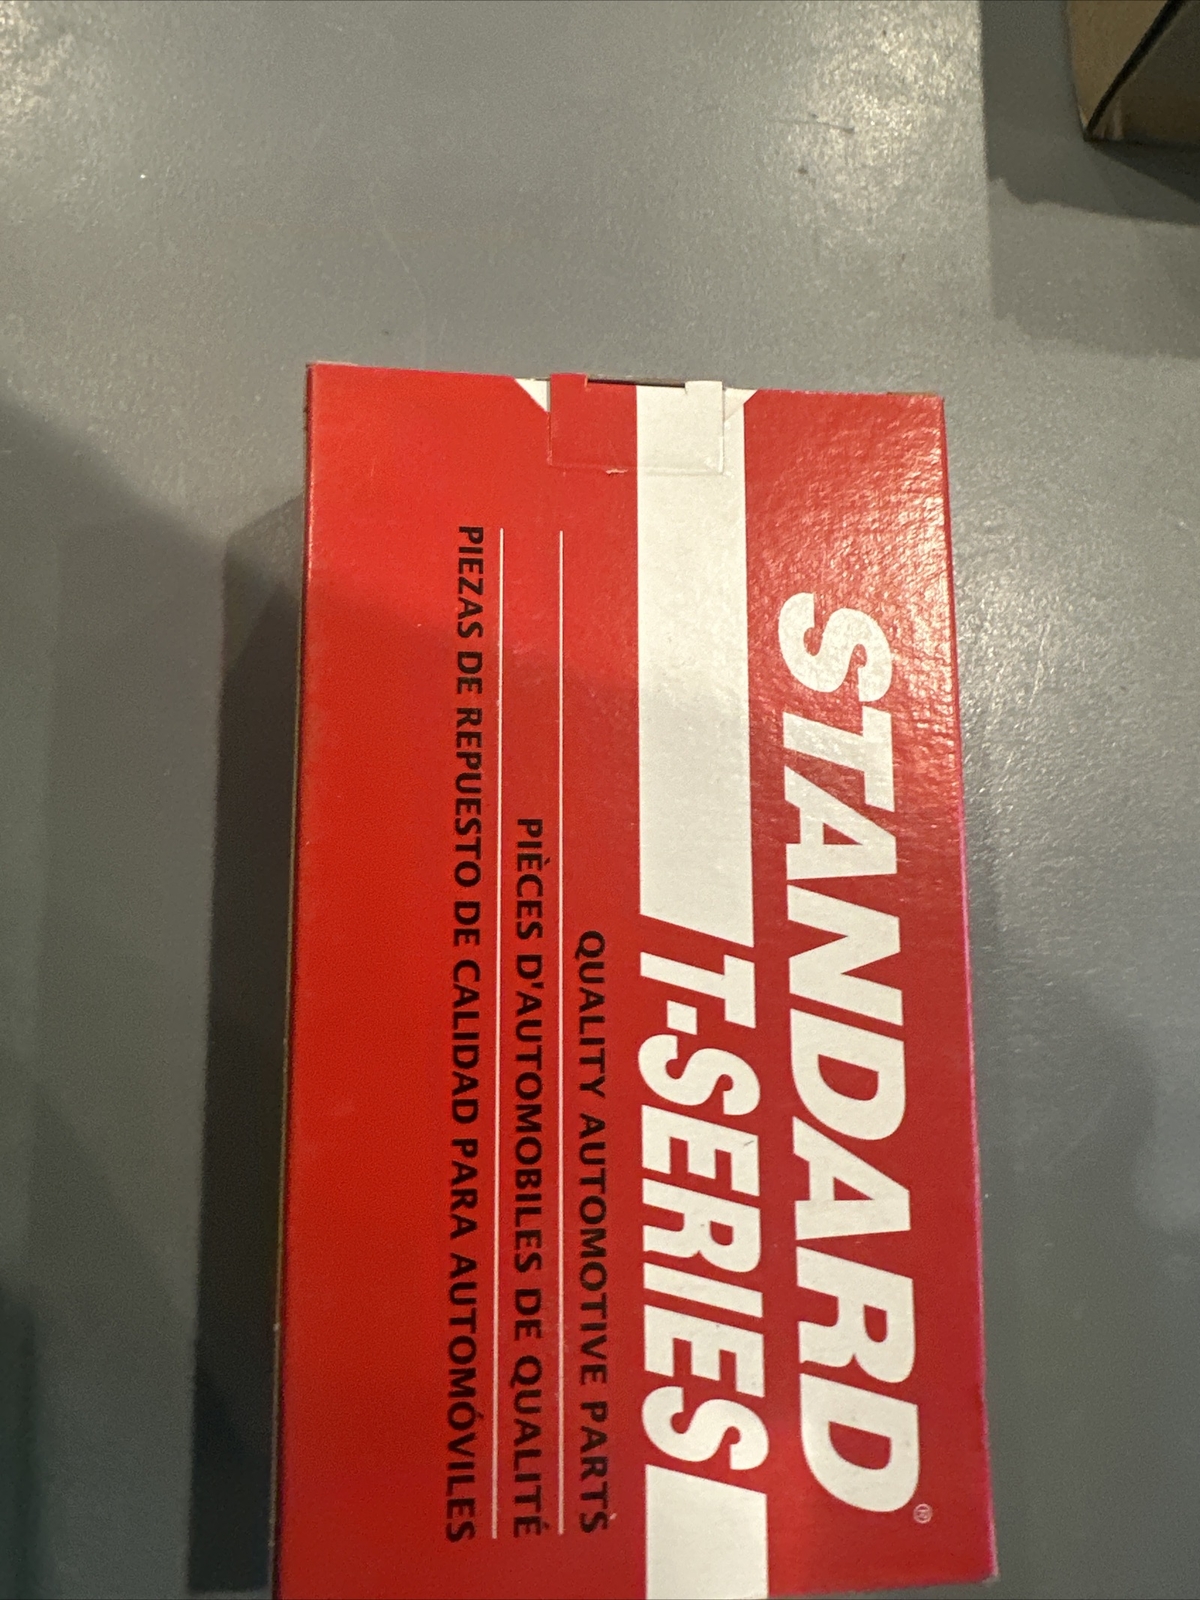 STANDARD®
T-SERIES
QUALITY AUTOMOTIVE PARTS
PIÈCES D'AUTOMOBILES DE QUALITÉ
PIEZAS DE REPUESTO DE CALIDAD PARA AUTOMÓVILES